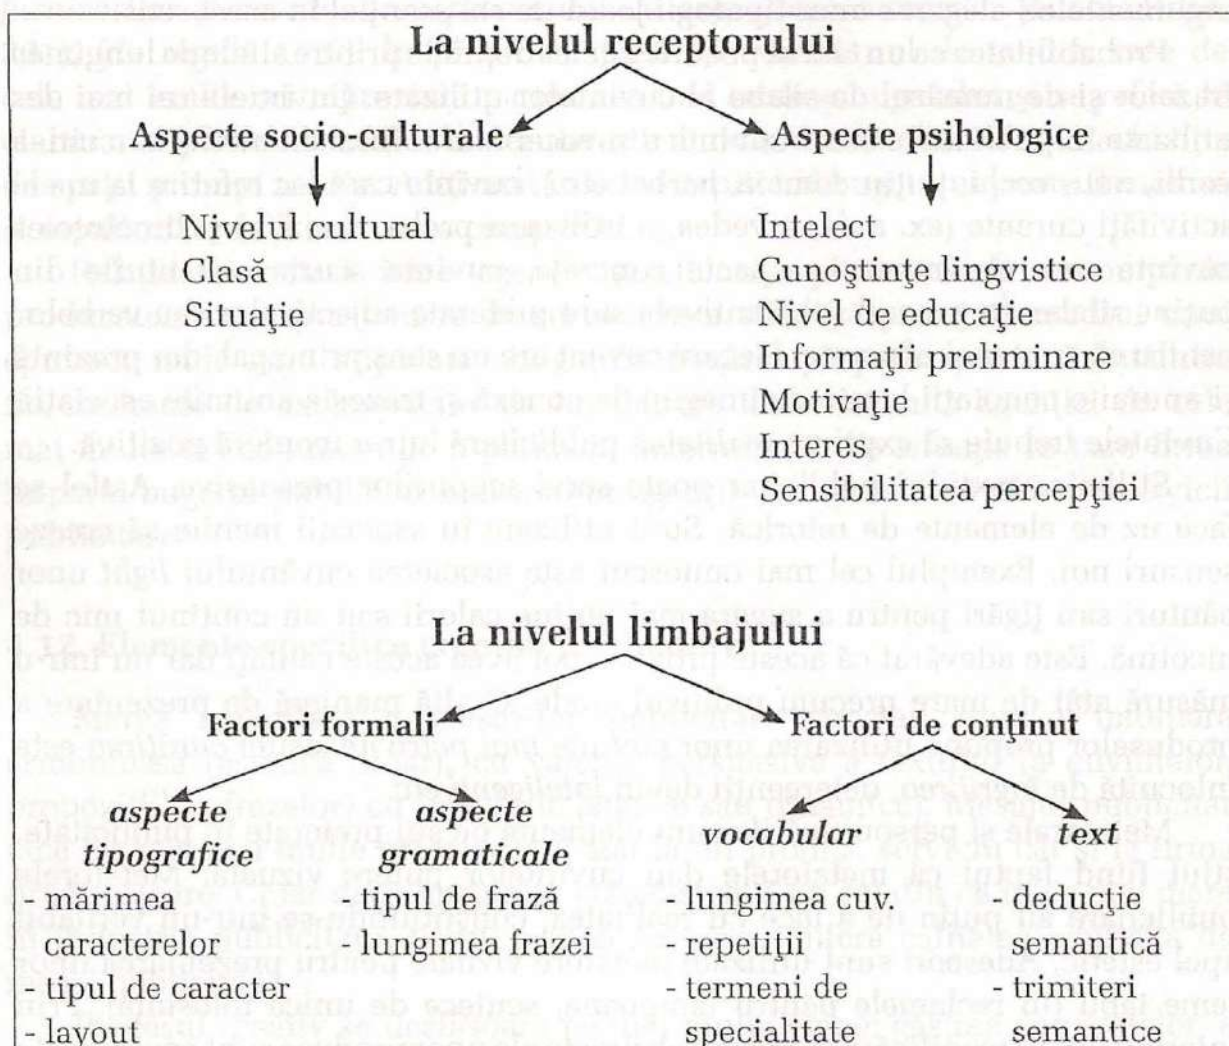 La nivelul receptorului
Aspecte socio-culturale
Nivelul cultural
Clasă
Situaţie
Aspecte psihologice
Intelect
Cunoştinţe lingvistice
Nivel de educaţie
Informaţii preliminare
Motivaţie
Interes
Sensibilitatea percepţiei
La nivelul limbajului
Factori formali
aspecte
tipografice
- mărimea
caracterelor
- tipul de caracter
- layout
aspecte
gramaticale
- tipul de frază
- lungimea frazei
Factori de conţinut
vocabular
- lungimea cuv.
- repetiţii
- termeni de
specialitate
text
- deducţie
semantică
- trimiteri
semantice